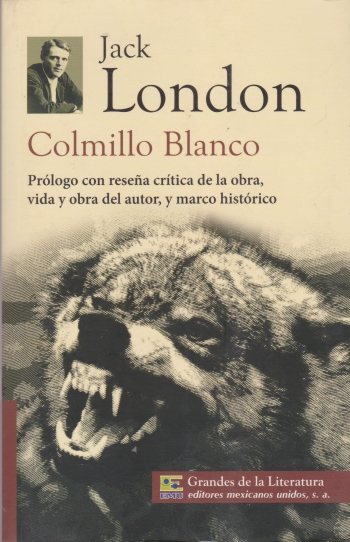 Jack
London
Colmillo Blanco
Prólogo con reseña crítica de la obra,
vida y obra del autor, y marco histórico
EMU
Grandes de la Literatura
editores mexicanos unidos, s. a.